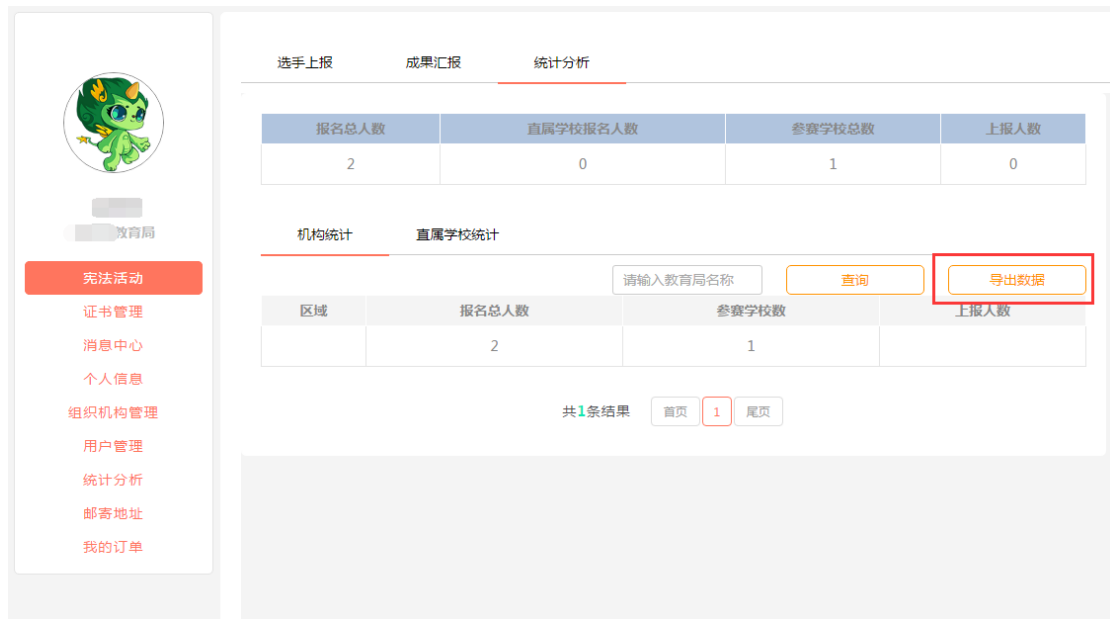 选手上报 成果汇报 统计分析
报名总人数 直属学校报名人数 参赛学校总数 上报人数
2 0 1 0
教育局
机构统计 直属学校统计
宪法活动
证书管理
消息中心
个人信息
组织机构管理
用户管理
统计分析
邮寄地址
我的订单
请输入教育局名称 查询 导出数据
区域 报名总人数 参赛学校数 上报人数
2 1
共1条结果 首页 1 尾页